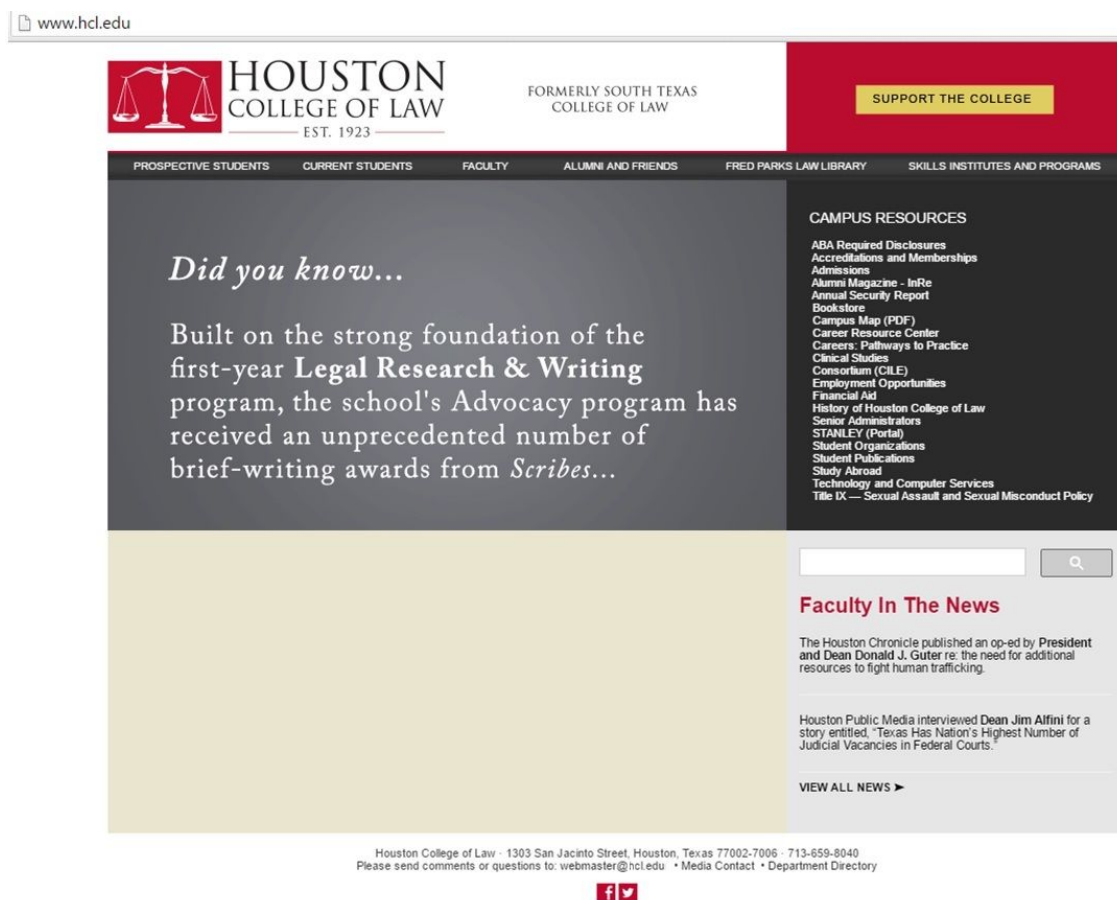 www.hcl.edu
HOUSTON
COLLEGE OF LAW
EST. 1923
FORMERLY SOUTH TEXAS
COLLEGE OF LAW
SUPPORT THE COLLEGE
PROSPECTIVE STUDENTS CURRENT STUDENTS FACULTY ALUMNI AND FRIENDS FRED PARKS LAW LIBRARY SKILLS INSTITUTES AND PROGRAMS
Did you know...
Built on the strong foundation of the
first-year Legal Research & Writing
program, the school's Advocacy program has
received an unprecedented number of
brief-writing awards from Scribes...
CAMPUS RESOURCES
ABA Required Disclosures
Accreditations and Memberships
Admissions
Alumni Magazine - InRe
Annual Security Report
Bookstore
Campus Map (PDF)
Career Resource Center
Careers: Pathways to Practice
Clinical Studies
Consortium (CILE)
Employment Opportunities
Financial Aid
History of Houston College of Law
Senior Administrators
STANLEY (Portal)
Student Organizations
Student Publications
Study Abroad
Technology and Computer Services
Title IX — Sexual Assault and Sexual Misconduct Policy
Faculty In The News
The Houston Chronicle published an op-ed by President
and Dean Donald J. Guter re: the need for additional
resources to fight human trafficking.
Houston Public Media interviewed Dean Jim Alfini for a
story entitled, “Texas Has Nation's Highest Number of
Judicial Vacancies in Federal Courts.”
VIEW ALL NEWS ➤
Houston College of Law · 1303 San Jacinto Street, Houston, Texas 77002-7006 · 713-659-8040
Please send comments or questions to: webmaster@hcl.edu • Media Contact • Department Directory